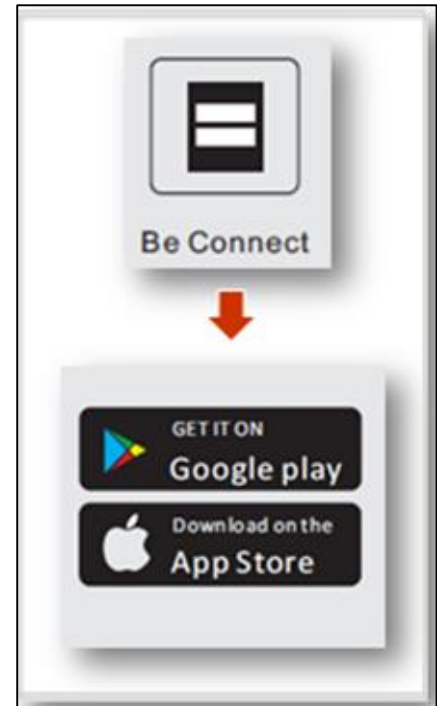 Be Connect
GET IT ON
Google play
Download on the
App Store